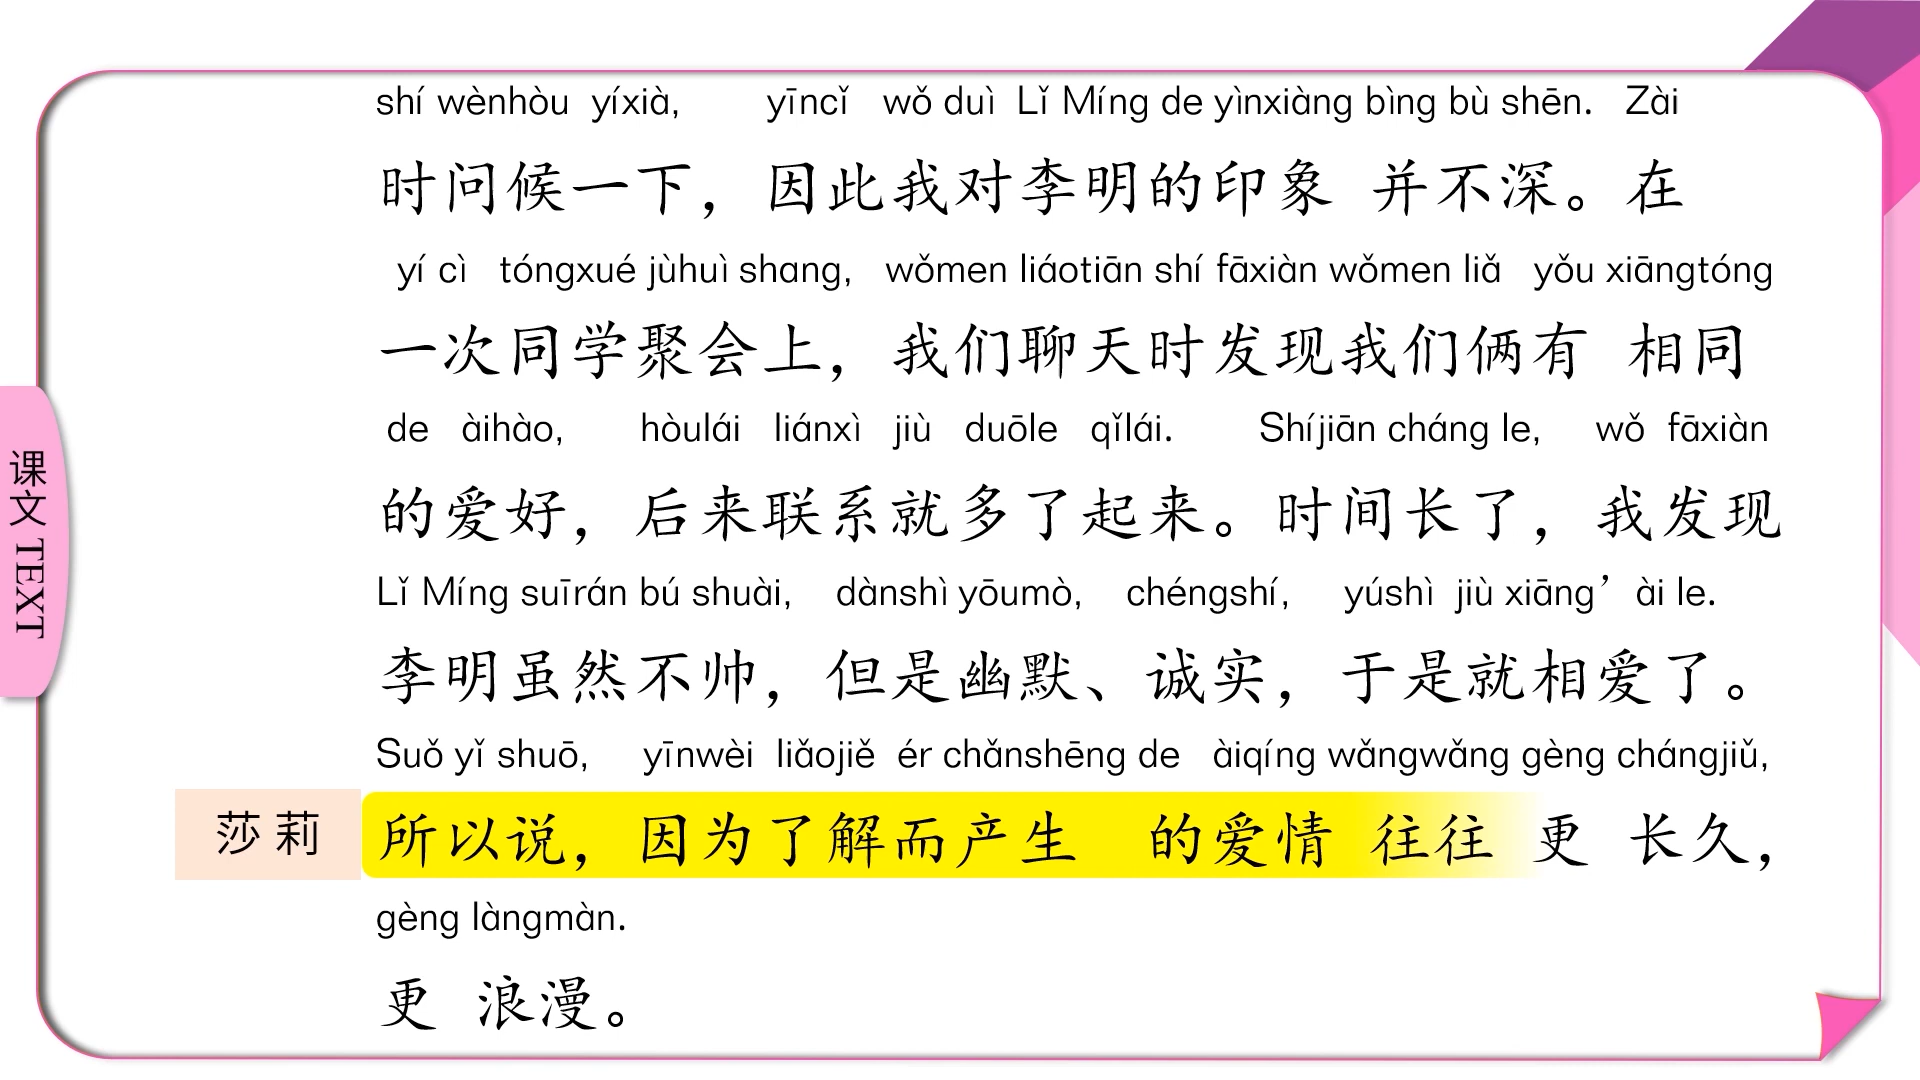 shí wènhòu yíxià, yīncǐ wǒ duì Lǐ Míng de yìnxiàng bìng bù shēn. Zài
时问候一下，因此我对李明的印象 并不深。在
yí cì tóngxué jùhuì shang, wǒmen liáotiān shí fāxiàn wǒmen liǎ yǒu xiāngtóng
一次同学聚会上，我们聊天时发现我们俩有 相同
de àihào, hòulái liánxì jiù duōle qǐlái. Shíjiān cháng le, wǒ fāxiàn
的爱好，后来联系就多了起来。时间长了，我发现
课文 TEXT
Lǐ Míng suīrán bú shuài, dànshì yōumò, chéngshí, yúshì jiù xiāng’ài le.
李明虽然不帅，但是幽默、诚实，于是就相爱了。
Suǒ yǐ shuō, yīnwèi liǎojiě ér chǎnshēng de àiqíng wǎngwǎng gèng chángjiǔ,
莎莉 所以说，因为了解而产生 的爱情 往往 更 长久，
gèng làngmàn.
更 浪漫。